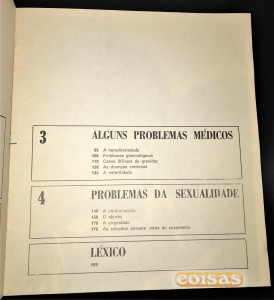 3 ALGUNS PROBLEMAS MÉDICOS
A hereditariedade
Problemas ginecológicos
Casos difíceis de gravidez
As doenças venéreas
A esterilidade
4 PROBLEMAS DA SEXUALIDADE
A contracepção
O aborto
A virgindade
As relações sexuais antes do casamento
LÉXICO
coisas